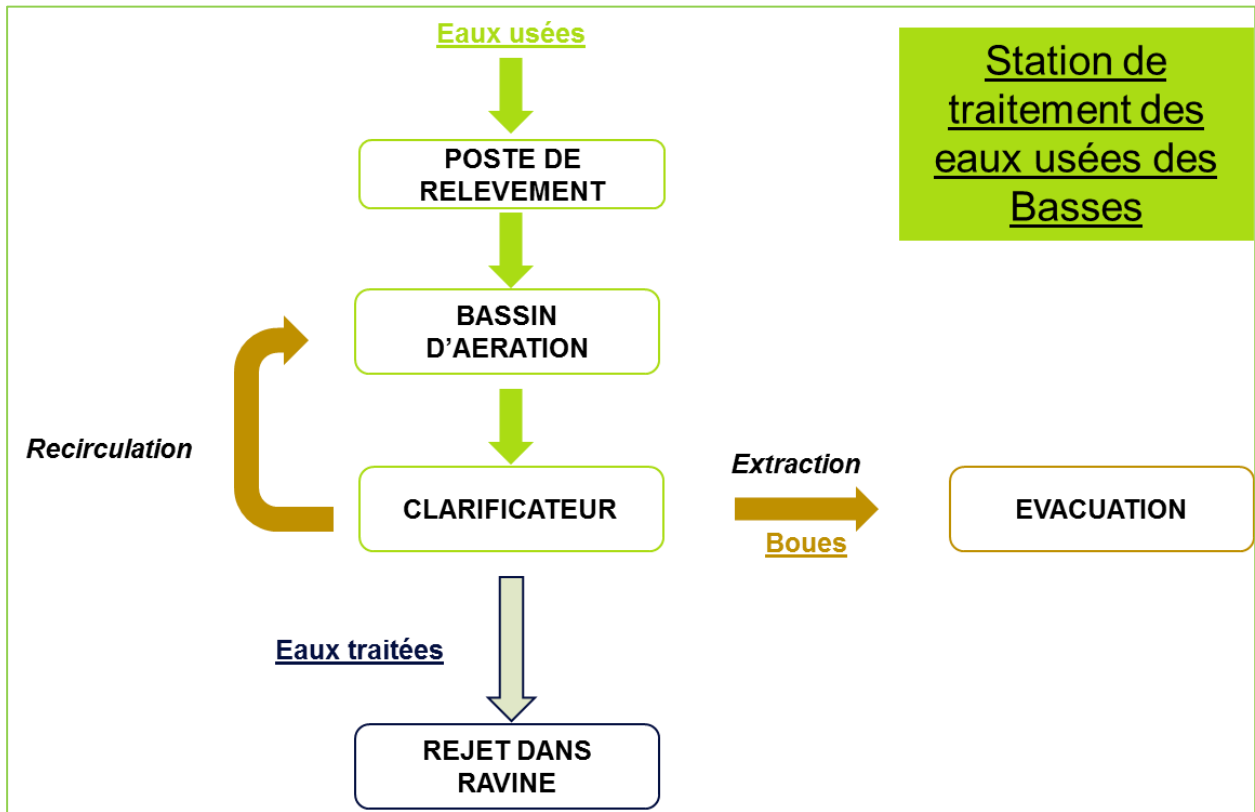 Eaux usées
Station de
traitement des
eaux usées des
Basses
POSTE DE
RELEVEMENT
BASSIN
D’AERATION
Recirculation
CLARIFICATEUR
Extraction
Boues
EVACUATION
Eaux traitées
REJET DANS
RAVINE